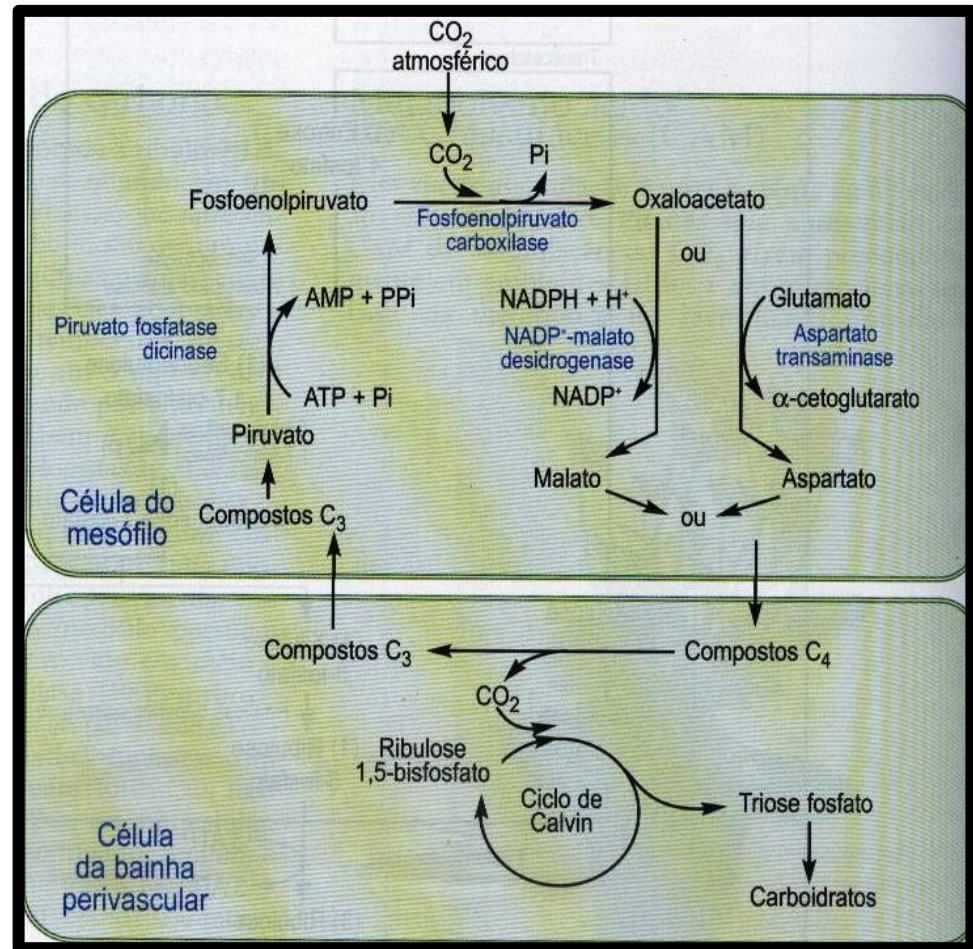 CO₂
atmosférico
CO₂
Pi
Fosfoenolpiruvato
Oxaloacetato
Fosfoenolpiruvato
carboxilase
ou
AMP + PPi
NADPH + H⁺
Glutamato
Piruvato fosfatase
dicinase
NADP⁺-malato
desidrogenase
Aspartato
transaminase
ATP + Pi
NADP⁺
α-cetoglutarato
Piruvato
Malato
Aspartato
Célula do
mesófilo
Compostos C₃
ou
Compostos C₃
Compostos C₄
CO₂
Ribulose
1,5-bisfosfato
Ciclo de
Calvin
Triose fosfato
Célula
da bainha
perivascular
Carboidratos